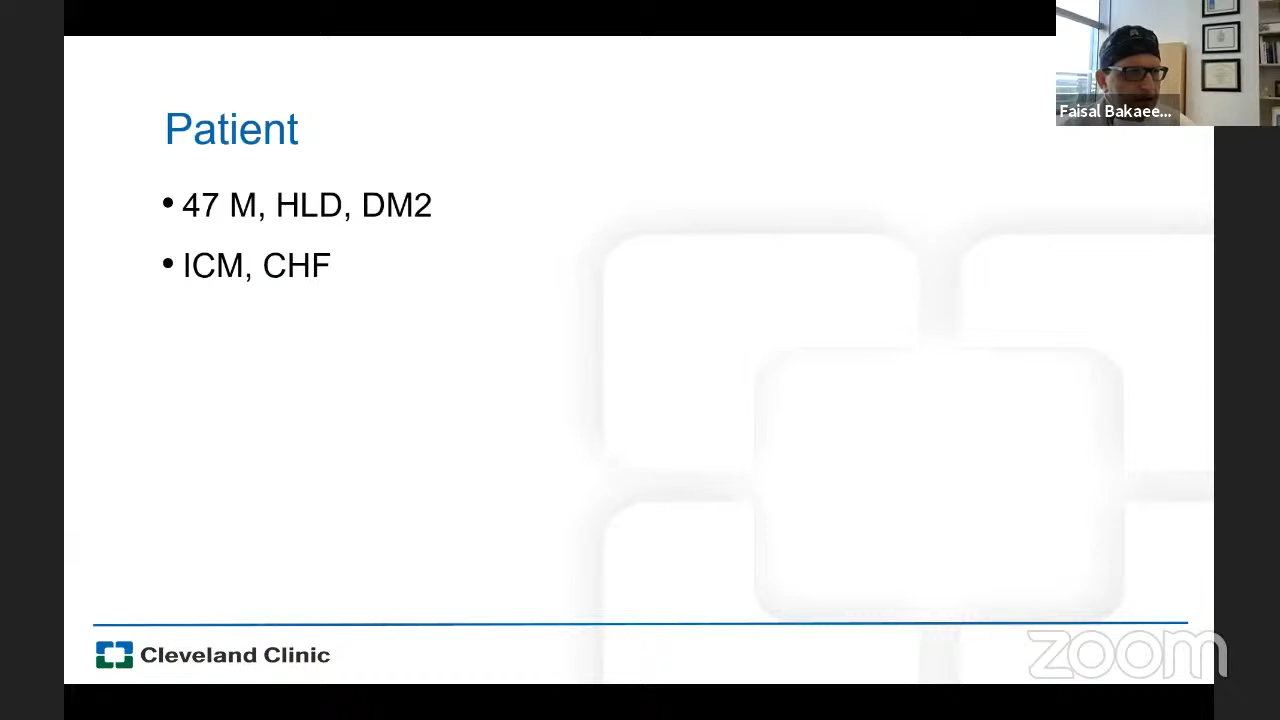 Faisal Bakaee...
Patient
• 47 M, HLD, DM2
• ICM, CHF
Cleveland Clinic
zoom